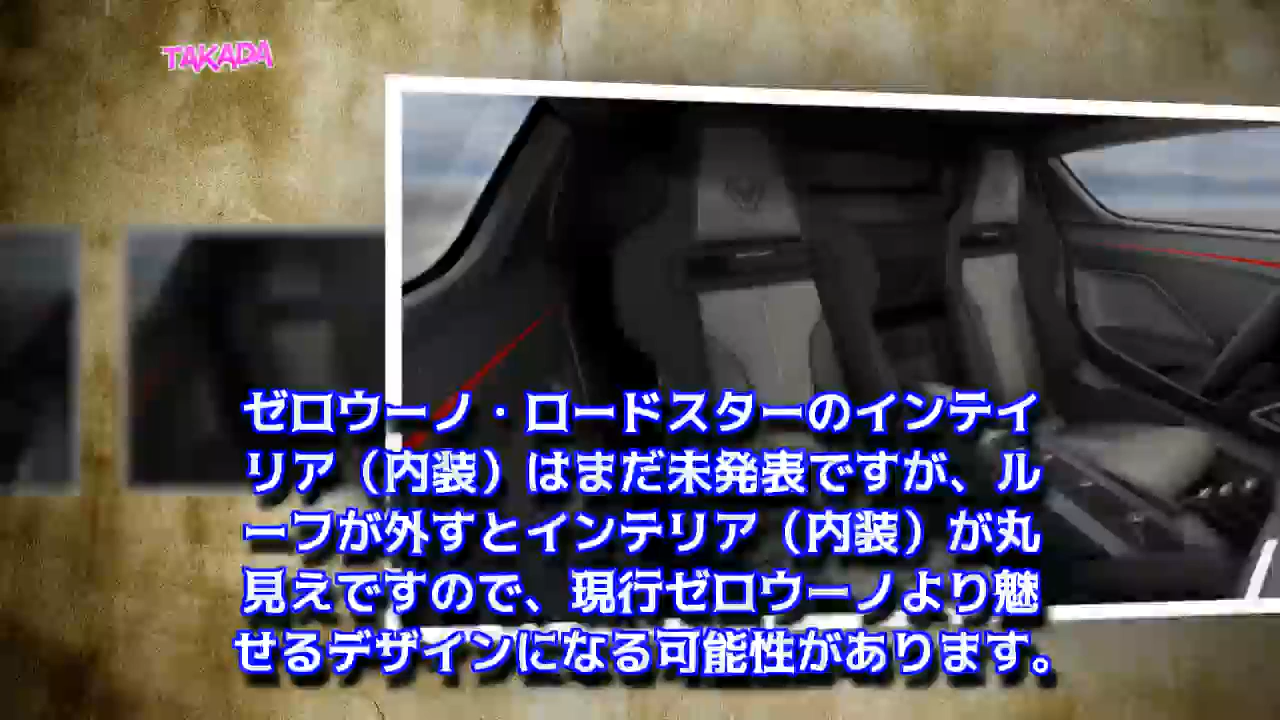 TAKADA
ゼロウーノ・ロードスターのインテイ
リア（内装）はまだ未発表ですが、ル
ーフが外すとインテリア（内装）が丸
見えですので、現行ゼロウーノより魅
せるデザインになる可能性があります。